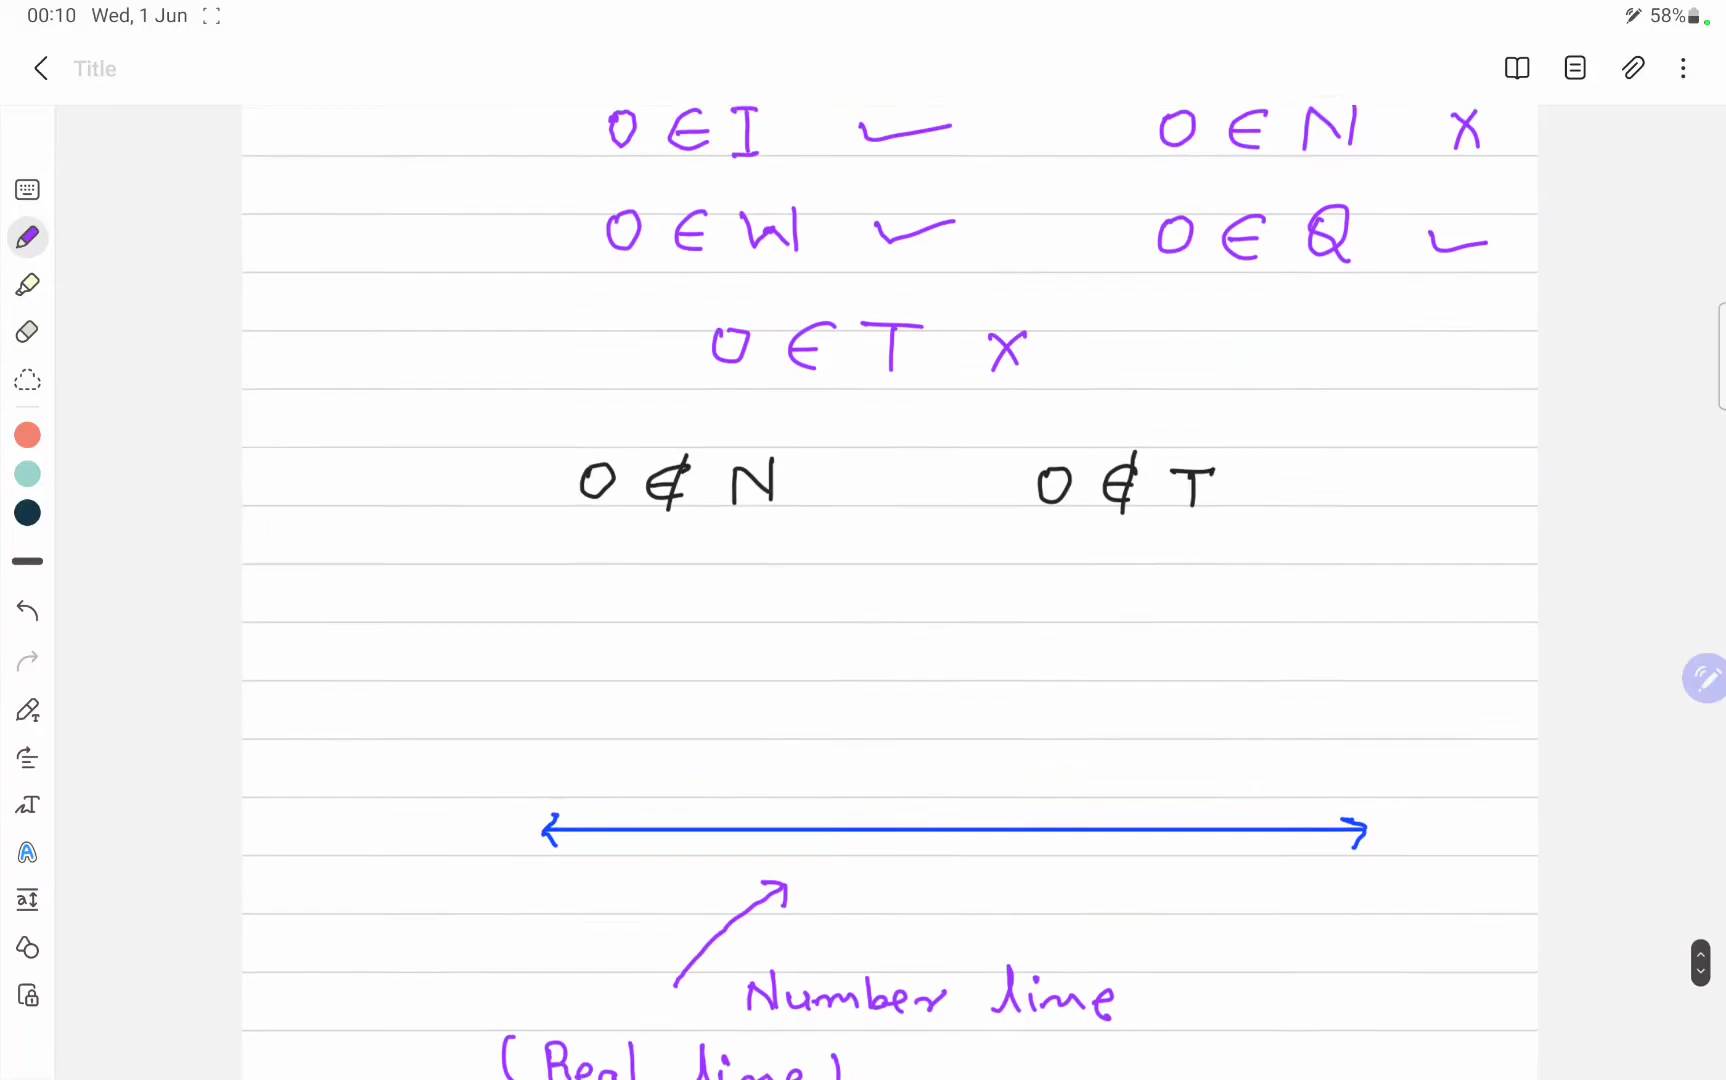 00:10 Wed, 1 Jun 58%
Title
0 ∈ I ✓ 0 ∈ N x
0 ∈ W ✓ 0 ∈ Q ✓
0 ∈ T x
0 ∉ N 0 ∉ T
Number line
(Real line)